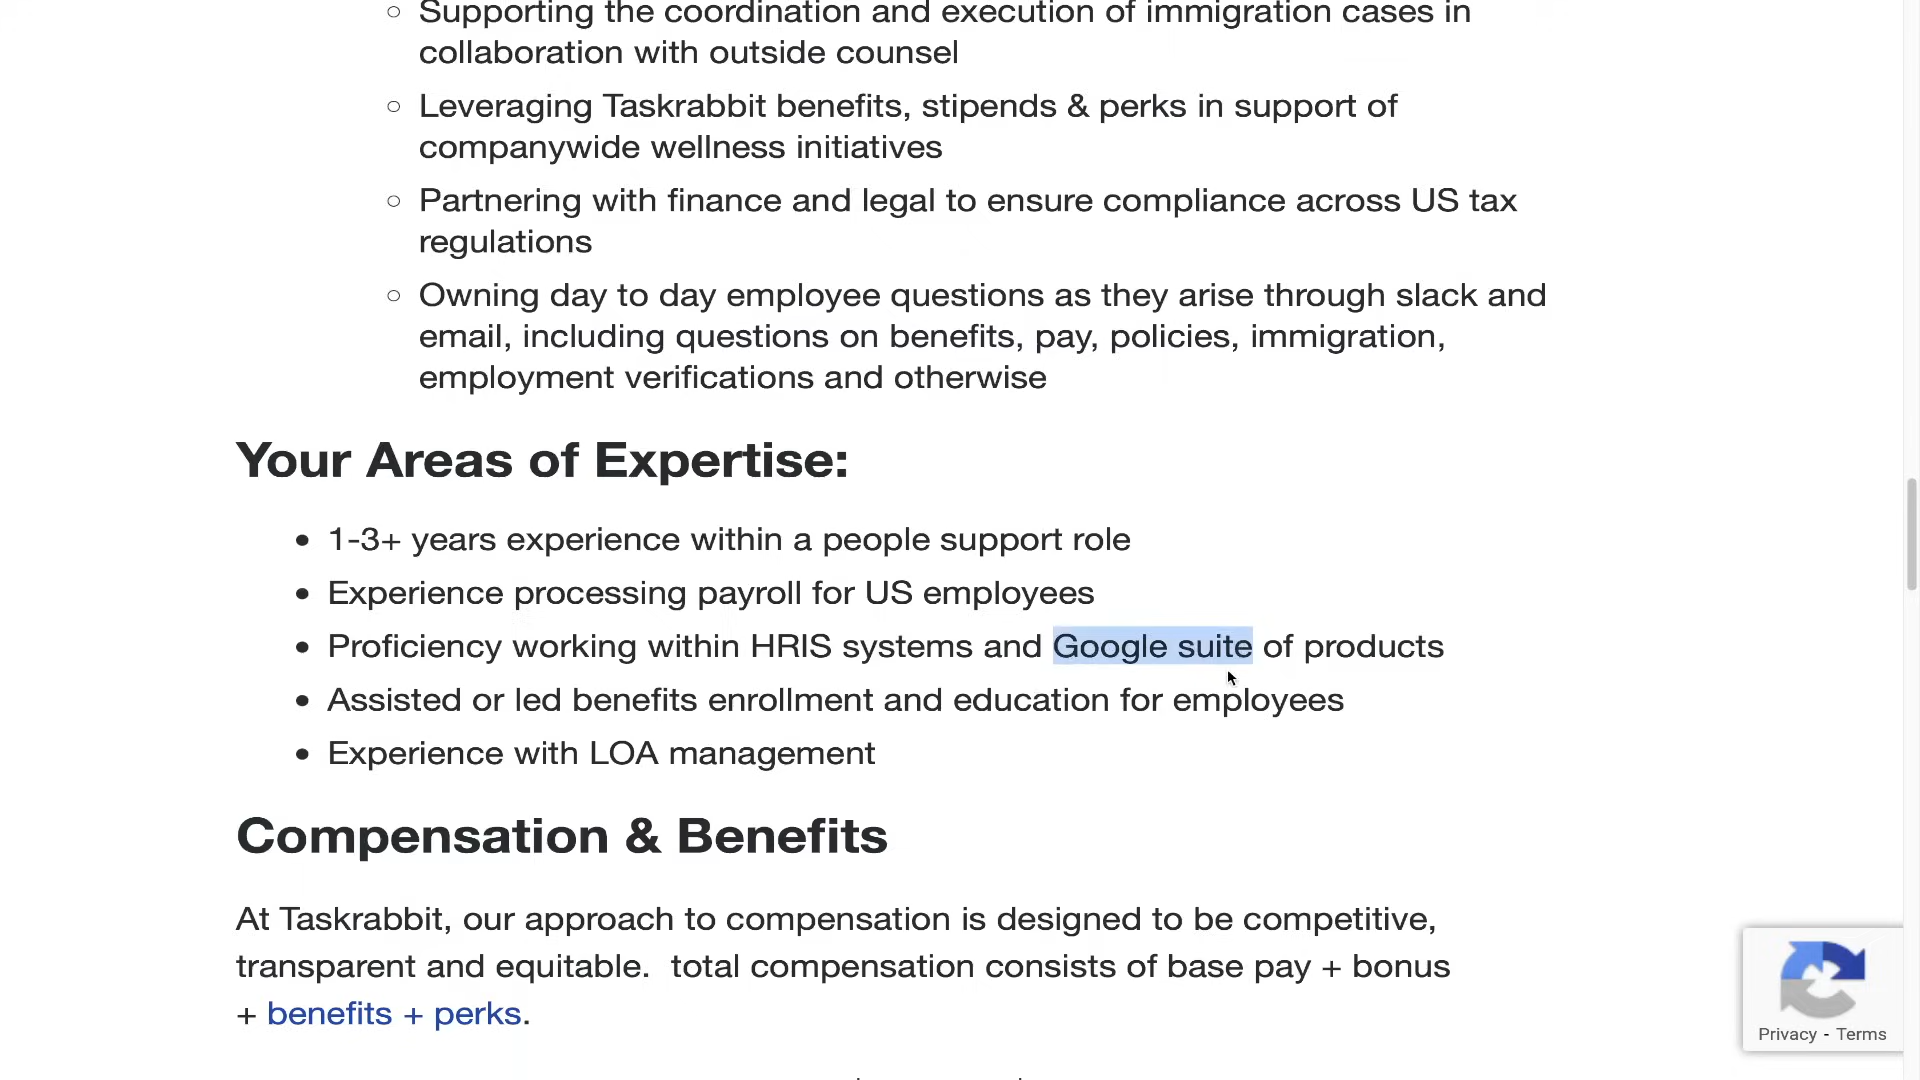 Supporting the coordination and execution of immigration cases in
collaboration with outside counsel
Leveraging Taskrabbit benefits, stipends & perks in support of
companywide wellness initiatives
Partnering with finance and legal to ensure compliance across US tax
regulations
Owning day to day employee questions as they arise through slack and
email, including questions on benefits, pay, policies, immigration,
employment verifications and otherwise
Your Areas of Expertise:
1-3+ years experience within a people support role
Experience processing payroll for US employees
Proficiency working within HRIS systems and Google suite of products
Assisted or led benefits enrollment and education for employees
Experience with LOA management
Compensation & Benefits
At Taskrabbit, our approach to compensation is designed to be competitive,
transparent and equitable.  total compensation consists of base pay + bonus
+ benefits + perks.
Privacy - Terms